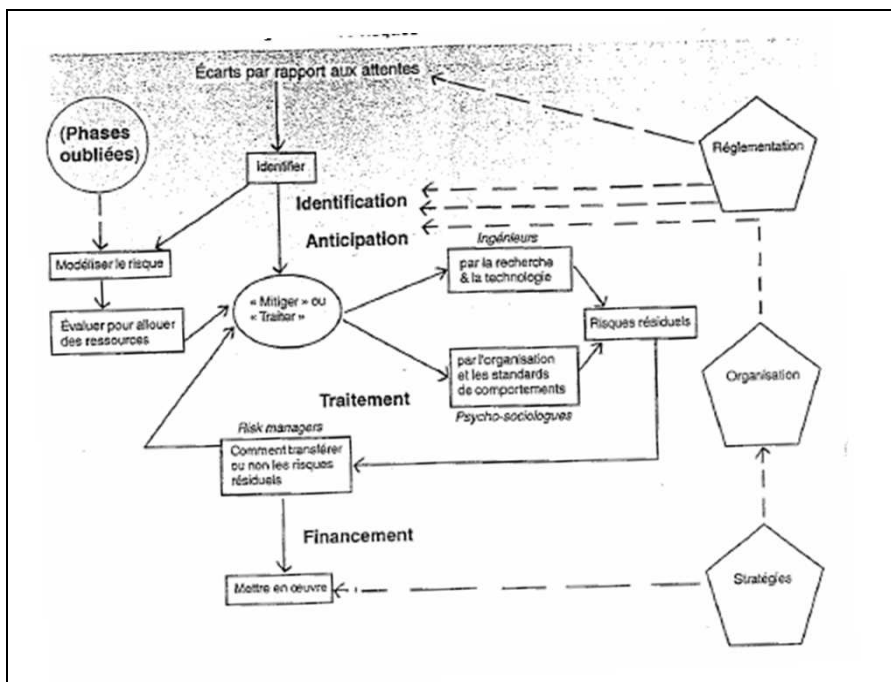 Écarts par rapport aux attentes
(Phases
oubliées)
Identifier
Réglementation
Identification
Anticipation
Modéliser le risque
Ingénieurs
par la recherche
& la technologie
« Mitiger » ou
« Traiter »
Évaluer pour allouer
des ressources
Risques résiduels
par l'organisation
et les standards
de comportements
Psycho-sociologues
Organisation
Traitement
Risk managers
Comment transférer
ou non les risques
résiduels
Financement
Mettre en œuvre
Stratégies